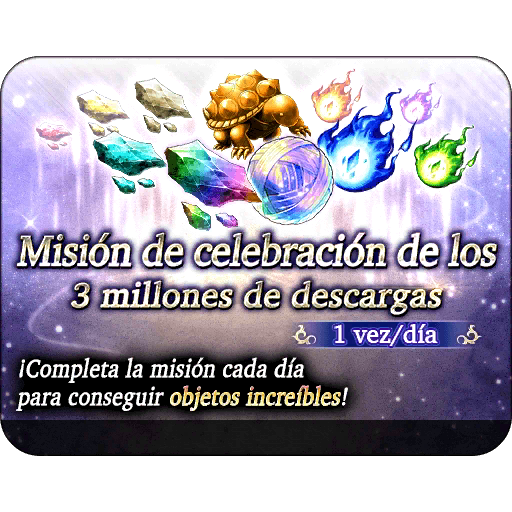 Misión de celebración de los
3 millones de descargas
1 vez/día
¡Completa la misión cada día
para conseguir objetos increíbles!